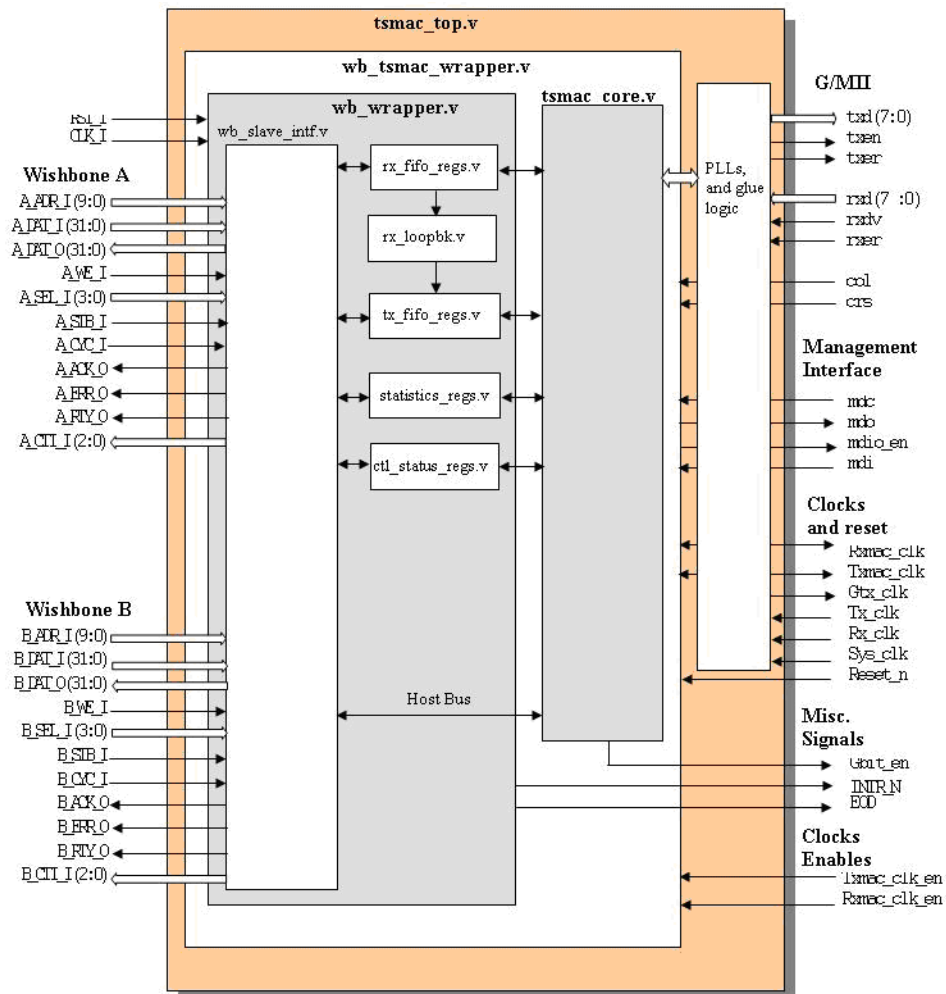 tsmac_top.v
wb_tsmac_wrapper.v
wb_wrapper.v
tsmac_core.v
wb_slave_intf.v
RST_I
CLK_I
Wishbone A
A_ADR_I(9:0)
A_DAT_I(31:0)
A_DAT_O(31:0)
A_WE_I
A_SEL_I(3:0)
A_STB_I
A_CYC_I
A_ACK_O
A_ERR_O
A_RTY_O
A_CTI_I(2:0)
Wishbone B
B_ADR_I(9:0)
B_DAT_I(31:0)
B_DAT_O(31:0)
B_WE_I
B_SEL_I(3:0)
B_STB_I
B_CYC_I
B_ACK_O
B_ERR_O
B_RTY_O
B_CTI_I(2:0)
rx_fifo_regs.v
rx_loopbk.v
tx_fifo_regs.v
statistics_regs.v
ctl_status_regs.v
Host Bus
PLLs,
and glue
logic
G/MII
txd(7:0)
txen
txer
rxd(7 :0)
rxdv
rxer
col
crs
Management
Interface
mdc
mdo
mdio_en
mdi
Clocks
and reset
Rxmac_clk
Txmac_clk
Gtx_clk
Tx_clk
Rx_clk
Sys_clk
Reset_n
Misc.
Signals
Gbit_en
INTR_N
EOD
Clocks
Enables
Txmac_clk_en
Rxmac_clk_en